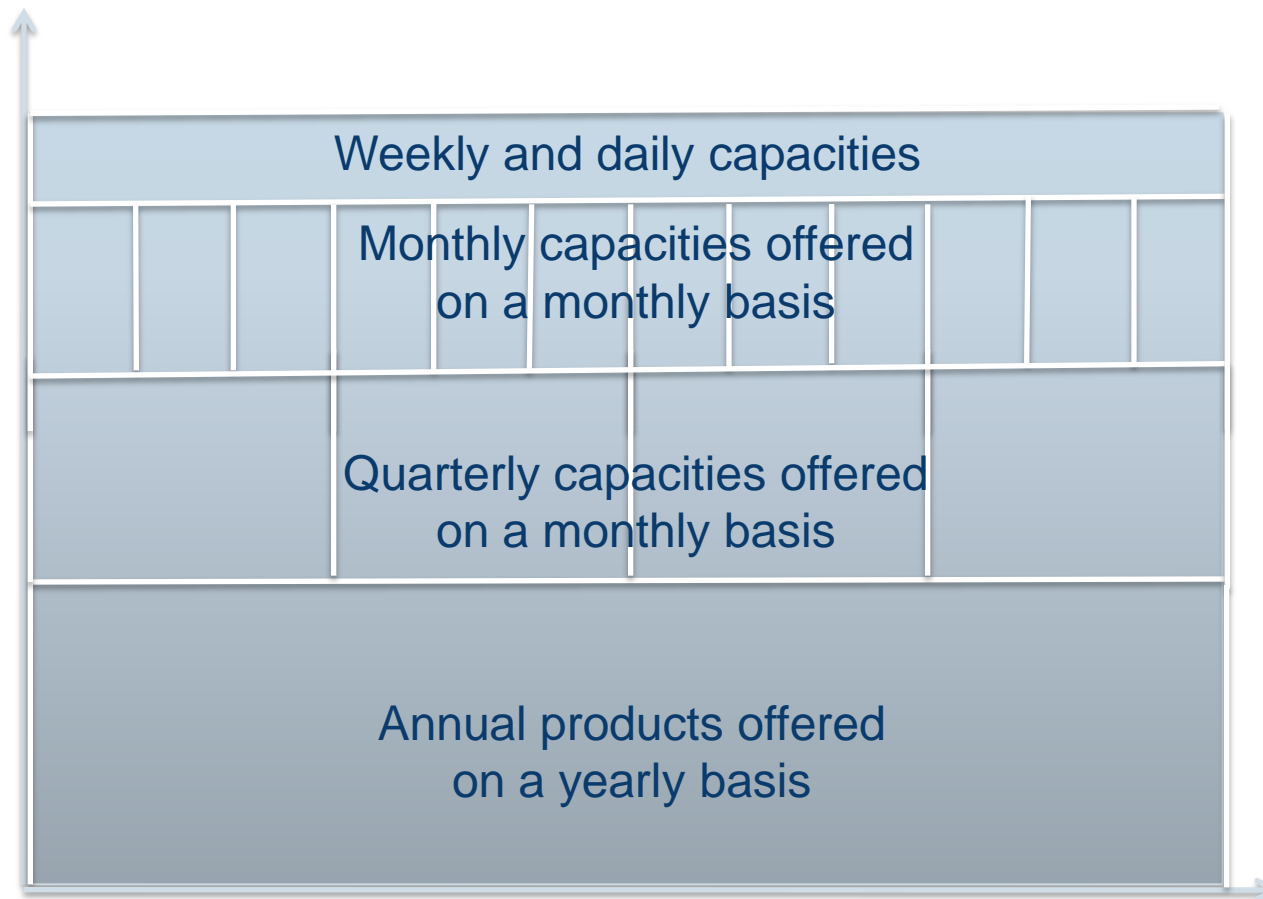 Weekly and daily capacities
Monthly capacities offered
on a monthly basis
Quarterly capacities offered
on a monthly basis
Annual products offered
on a yearly basis